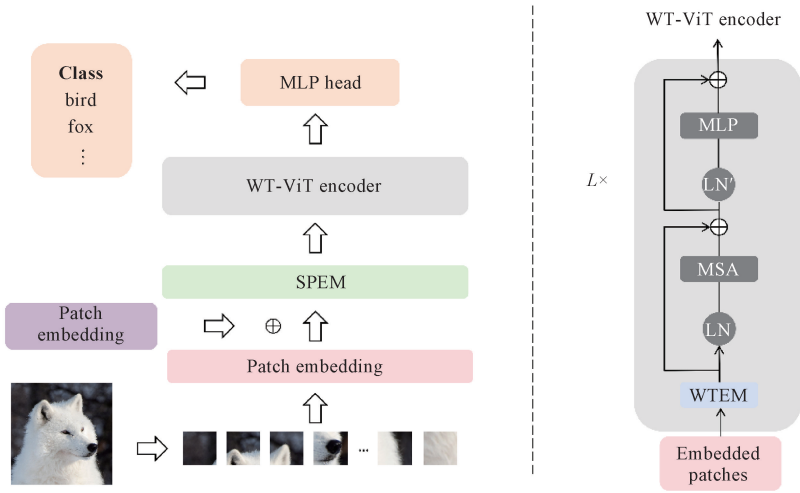 Class
bird
fox
⋮
MLP head
WT-ViT encoder
SPEM
Patch
embedding
⊕
Patch embedding
...
WT-ViT encoder
L×
MLP
LN′
MSA
LN
WTEM
Embedded
patches